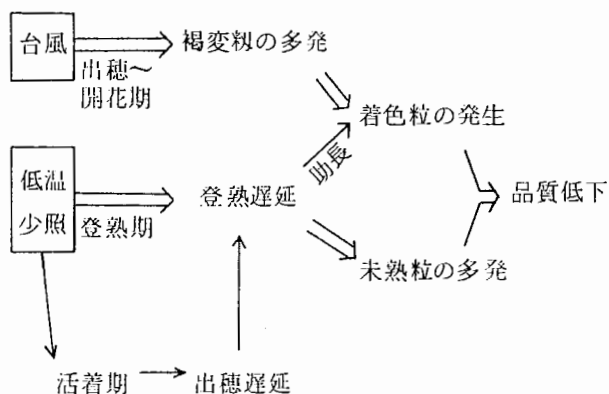 台風
出穂～
開花期
褐変籾の多発
着色粒の発生
助長
低温
少照
登熟期
登熟遅延
品質低下
未熟粒の多発
活着期
出穂遅延